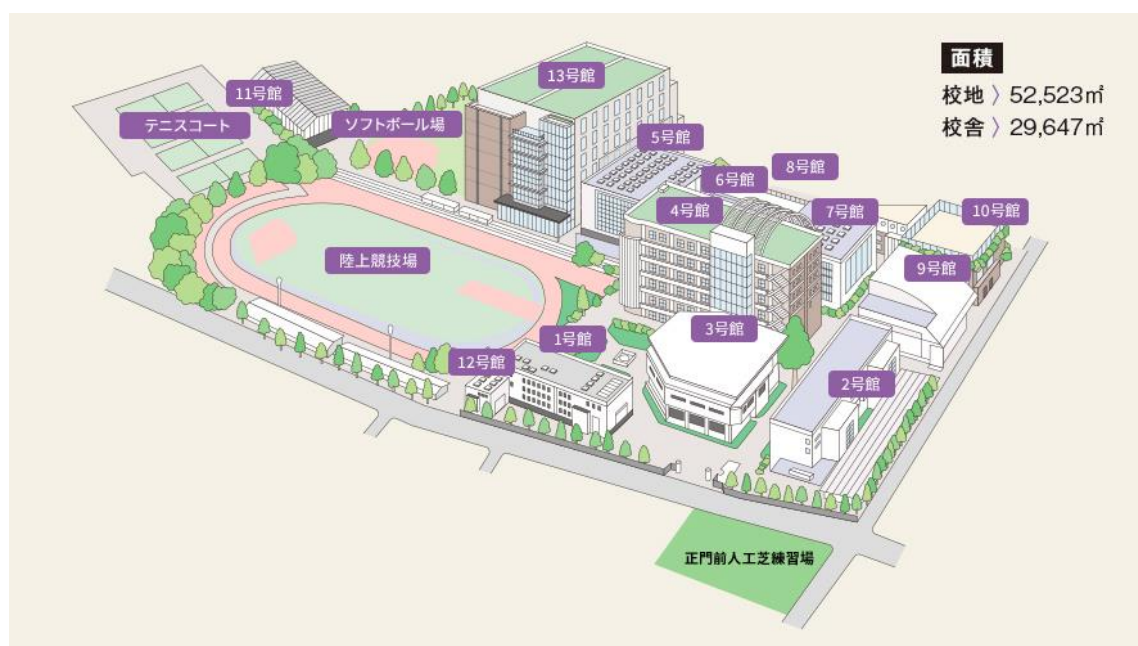 面積
校地 〉 52,523㎡
校舎 〉 29,647㎡
13号館
11号館
テニスコート
ソフトボール場
5号館
8号館
6号館
4号館
7号館
10号館
陸上競技場
9号館
3号館
1号館
12号館
2号館
正門前人工芝練習場